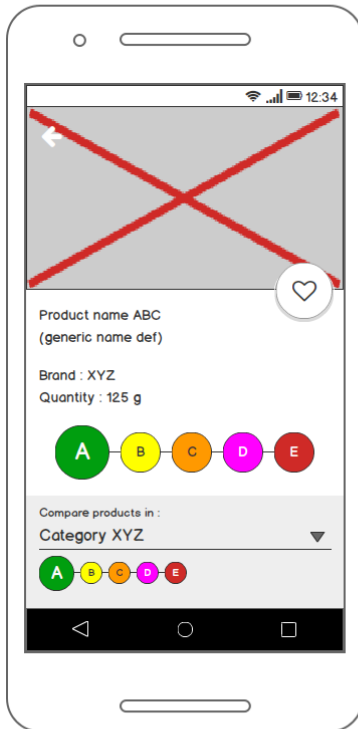 12:34
Product name ABC
(generic name def)
Brand : XYZ
Quantity : 125 g
A B C D E
Compare products in :
Category XYZ
A B C D E